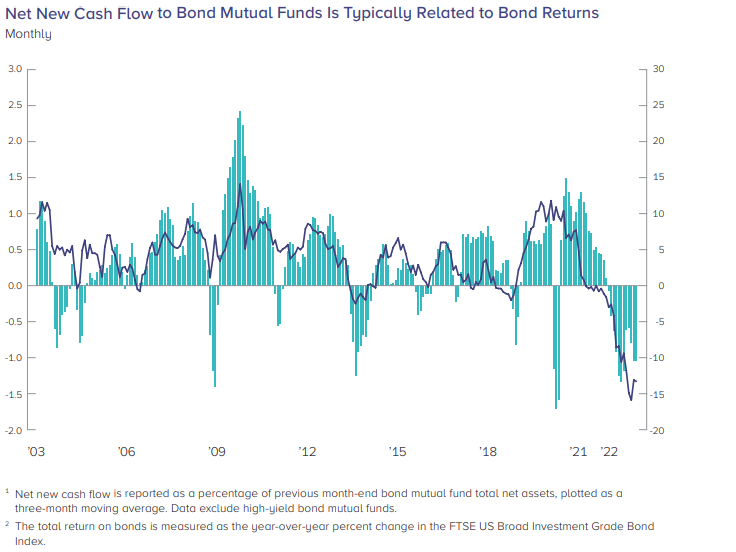 Net New Cash Flow to Bond Mutual Funds Is Typically Related to Bond Returns
Monthly
3.0 30
2.5 25
2.0 20
1.5 15
1.0 10
0.5 5
0.0 0
-0.5 -5
-1.0 -10
-1.5 -15
-2.0 -20
’03 ’06 ’09 ’12 ’15 ’18 ’21 ’22
1 Net new cash flow is reported as a percentage of previous month-end bond mutual fund total net assets, plotted as a
three-month moving average. Data exclude high-yield bond mutual funds.
2 The total return on bonds is measured as the year-over-year percent change in the FTSE US Broad Investment Grade Bond
Index.